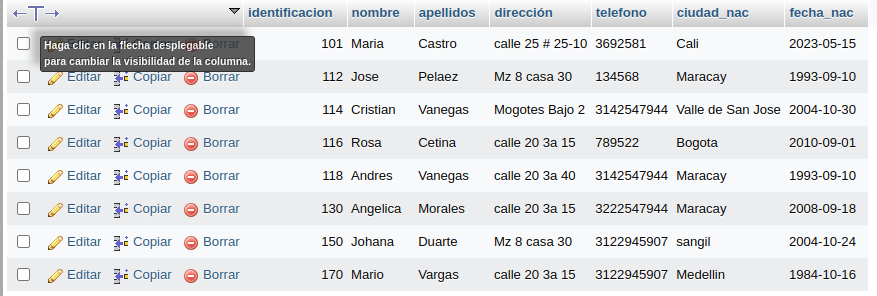 identificacion nombre apellidos dirección telefono ciudad_nac fecha_nac
Haga clic en la flecha desplegable
para cambiar la visibilidad de la columna.
Borrar 101 Maria Castro calle 25 # 25-10 3692581 Cali 2023-05-15
Editar Copiar Borrar 112 Jose Pelaez Mz 8 casa 30 134568 Maracay 1993-09-10
Editar Copiar Borrar 114 Cristian Vanegas Mogotes Bajo 2 3142547944 Valle de San Jose 2004-10-30
Editar Copiar Borrar 116 Rosa Cetina calle 20 3a 15 789522 Bogota 2010-09-01
Editar Copiar Borrar 118 Andres Vanegas calle 20 3a 40 3142547944 Maracay 1993-09-10
Editar Copiar Borrar 130 Angelica Morales calle 20 3a 15 3222547944 Maracay 2008-09-18
Editar Copiar Borrar 150 Johana Duarte Mz 8 casa 30 3122945907 sangil 2004-10-24
Editar Copiar Borrar 170 Mario Vargas calle 20 3a 15 3122945907 Medellin 1984-10-16